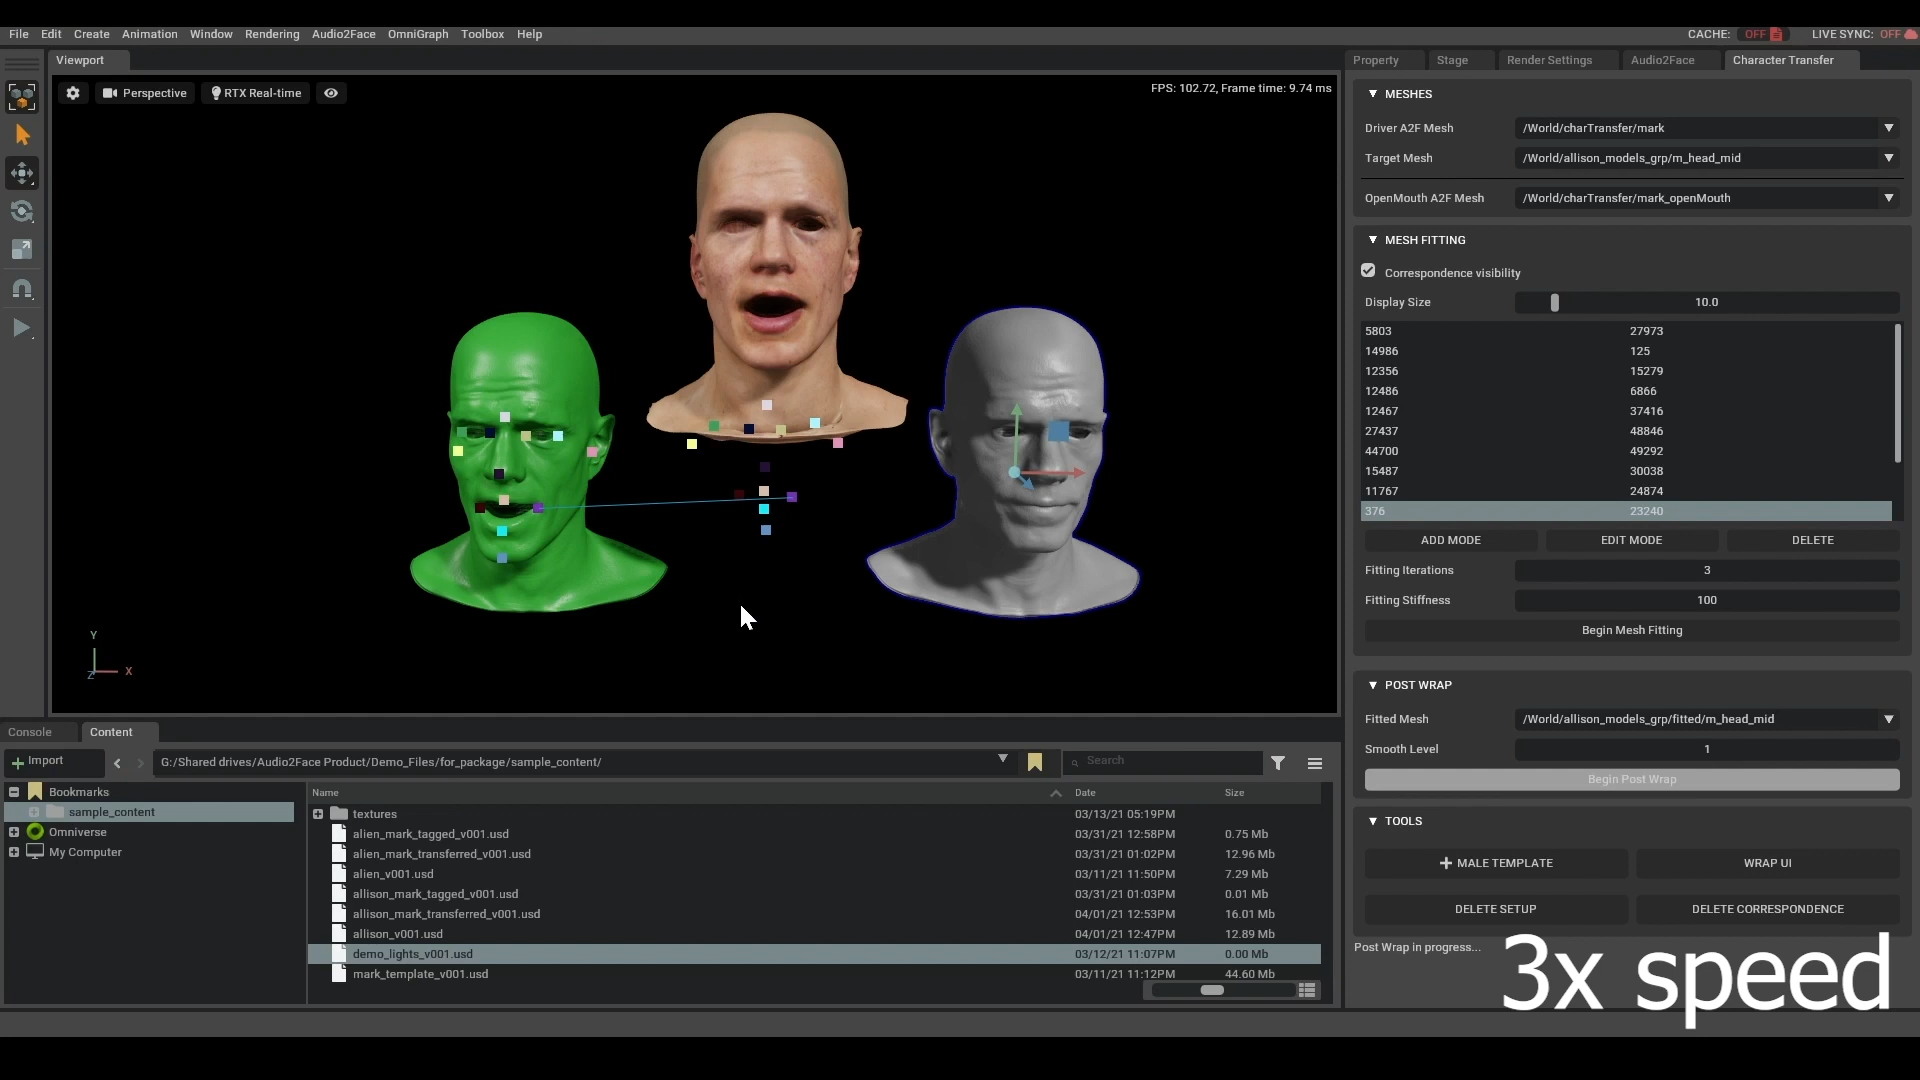 File Edit Create Animation Window Rendering Audio2Face OmniGraph Toolbox Help CACHE: OFF LIVE SYNC: OFF
Viewport
Property Stage Render Settings Audio2Face Character Transfer
Perspective RTX Real-time FPS: 102.72, Frame time: 9.74 ms
MESHES
Driver A2F Mesh /World/charTransfer/mark
Target Mesh /World/allison_models_grp/m_head_mid
OpenMouth A2F Mesh /World/charTransfer/mark_openMouth
MESH FITTING
Correspondence visibility
Display Size 10.0
5803 27973
14986 125
12356 15279
12486 6866
12467 37416
27437 48846
44700 49292
15487 30038
11767 24874
376 23240
ADD MODE EDIT MODE DELETE
Fitting Iterations 3
Fitting Stiffness 100
Begin Mesh Fitting
Y
X
Z
POST WRAP
Fitted Mesh /World/allison_models_grp/fitted/m_head_mid
Smooth Level 1
Begin Post Wrap
TOOLS
MALE TEMPLATE WRAP UI
DELETE SETUP DELETE CORRESPONDENCE
Post Wrap in progress...
3x speed
Console Content
Import G:/Shared drives/Audio2Face Product/Demo_Files/for_package/sample_content/ Search
Bookmarks
sample_content
Omniverse
My Computer
Name Date Size
textures 03/13/21 05:19PM
alien_mark_tagged_v001.usd 03/31/21 12:58PM 0.75 Mb
alien_mark_transferred_v001.usd 03/31/21 01:02PM 12.96 Mb
alien_v001.usd 03/11/21 11:50PM 7.29 Mb
allison_mark_tagged_v001.usd 03/31/21 01:03PM 0.01 Mb
allison_mark_transferred_v001.usd 04/01/21 12:53PM 16.01 Mb
allison_v001.usd 04/01/21 12:47PM 12.89 Mb
demo_lights_v001.usd 03/12/21 11:07PM 0.00 Mb
mark_template_v001.usd 03/11/21 11:12PM 44.60 Mb